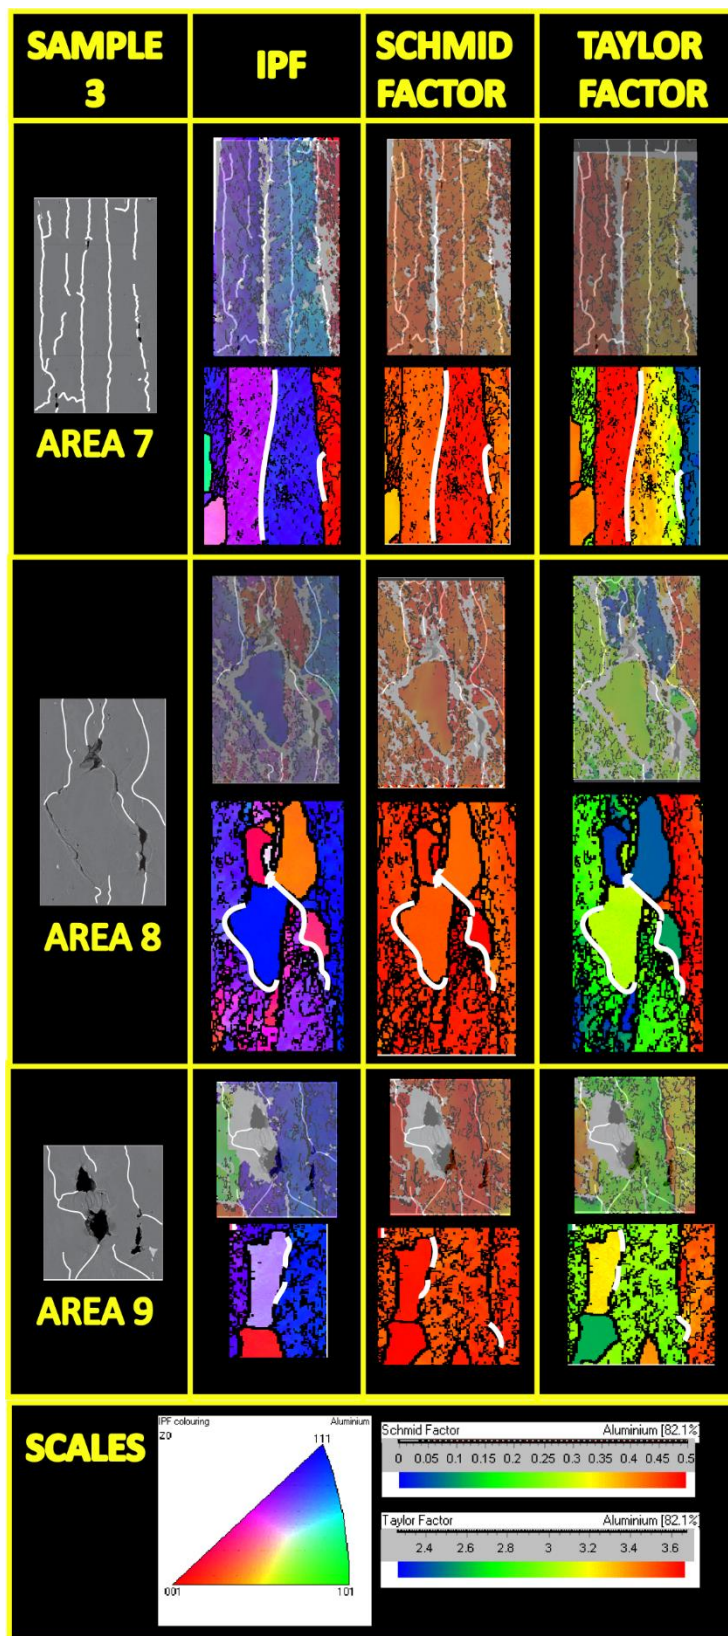 SAMPLE
3
IPF
SCHMID
FACTOR
TAYLOR
FACTOR
AREA 7
AREA 8
AREA 9
SCALES
IPF colouring
Aluminium
20
111
001
101
Schmid Factor
Aluminium [82.1%
0 0.05 0.1 0.15 0.2 0.25 0.3 0.35 0.4 0.45 0.5
Taylor Factor
Aluminium [82.1%
2.4 2.6 2.8 3 3.2 3.4 3.6